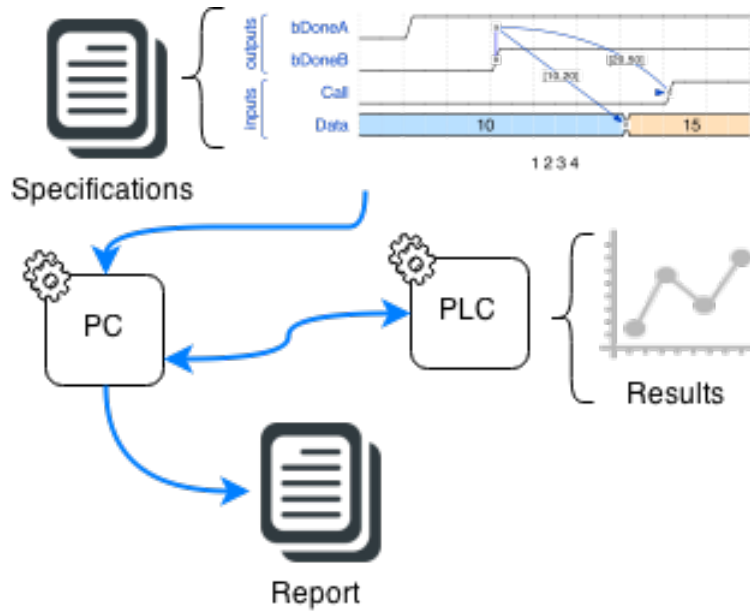 outputs
bDoneA
bDoneB
[20,50]
[10,20]
inputs
Call
Data
10
15
1 2 3 4
Specifications
PC
PLC
Results
Report